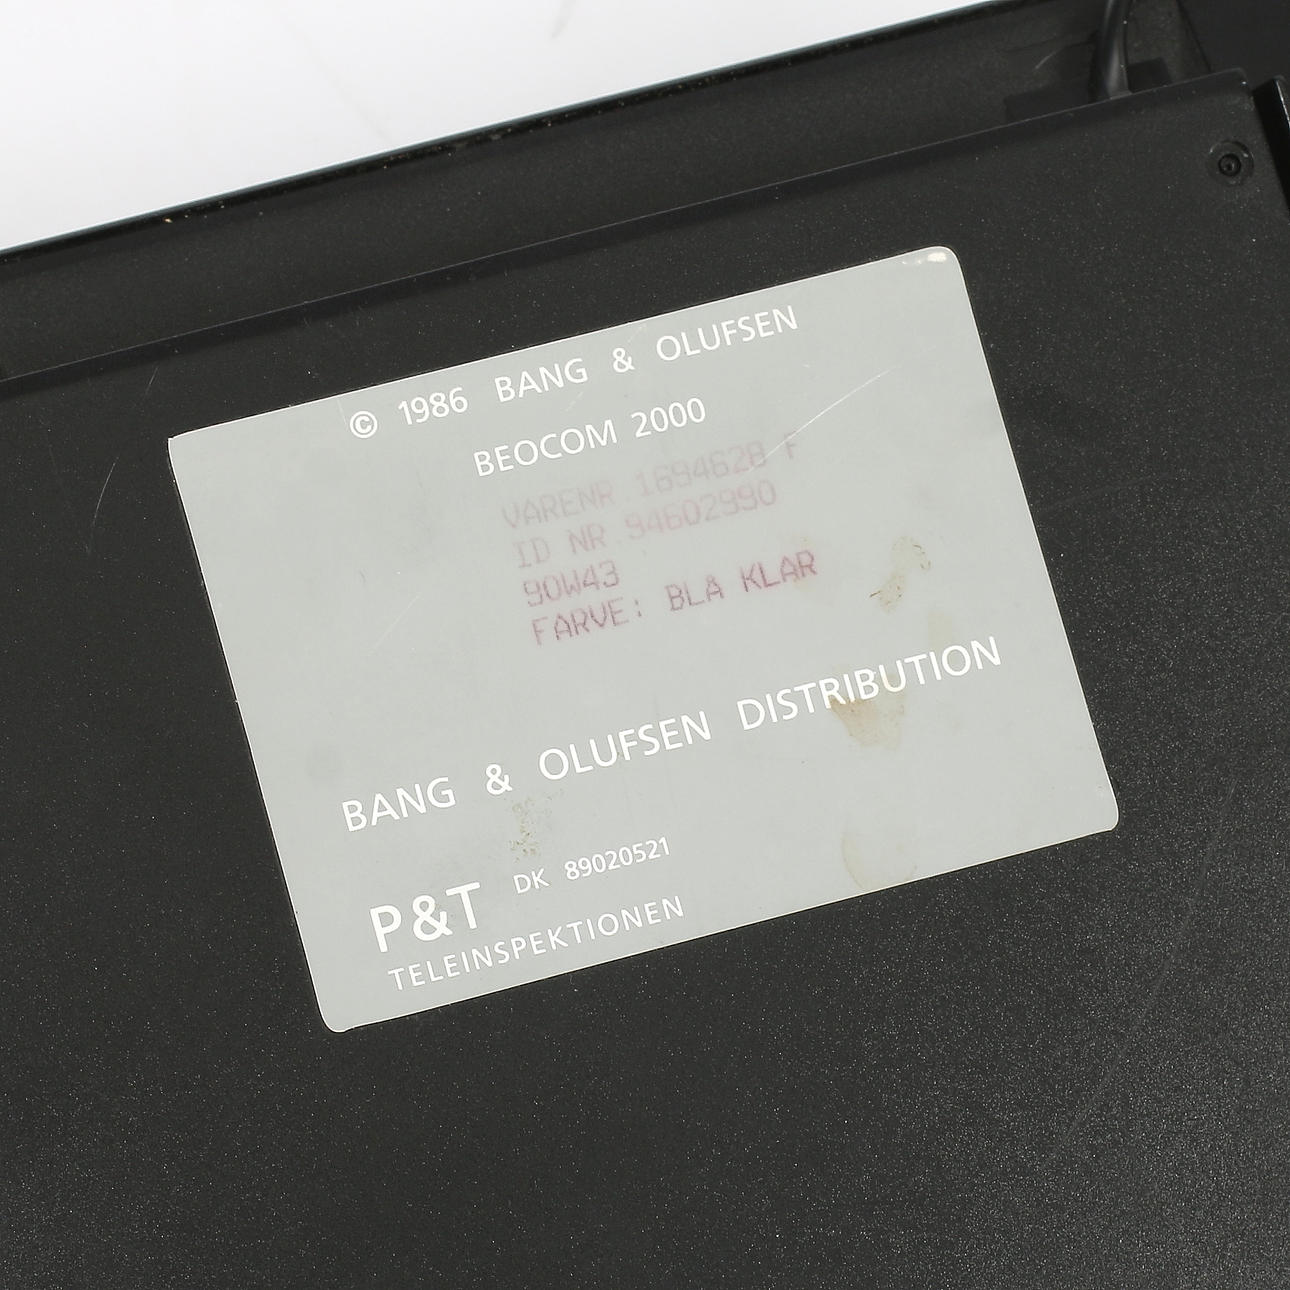 © 1986 BANG & OLUFSEN
BEOCOM 2000
VARENR.1694628 F
ID NR.94602990
90W43
FARVE: BLA KLAR
BANG & OLUFSEN DISTRIBUTION
P&T DK 89020521
TELEINSPEKTIONEN